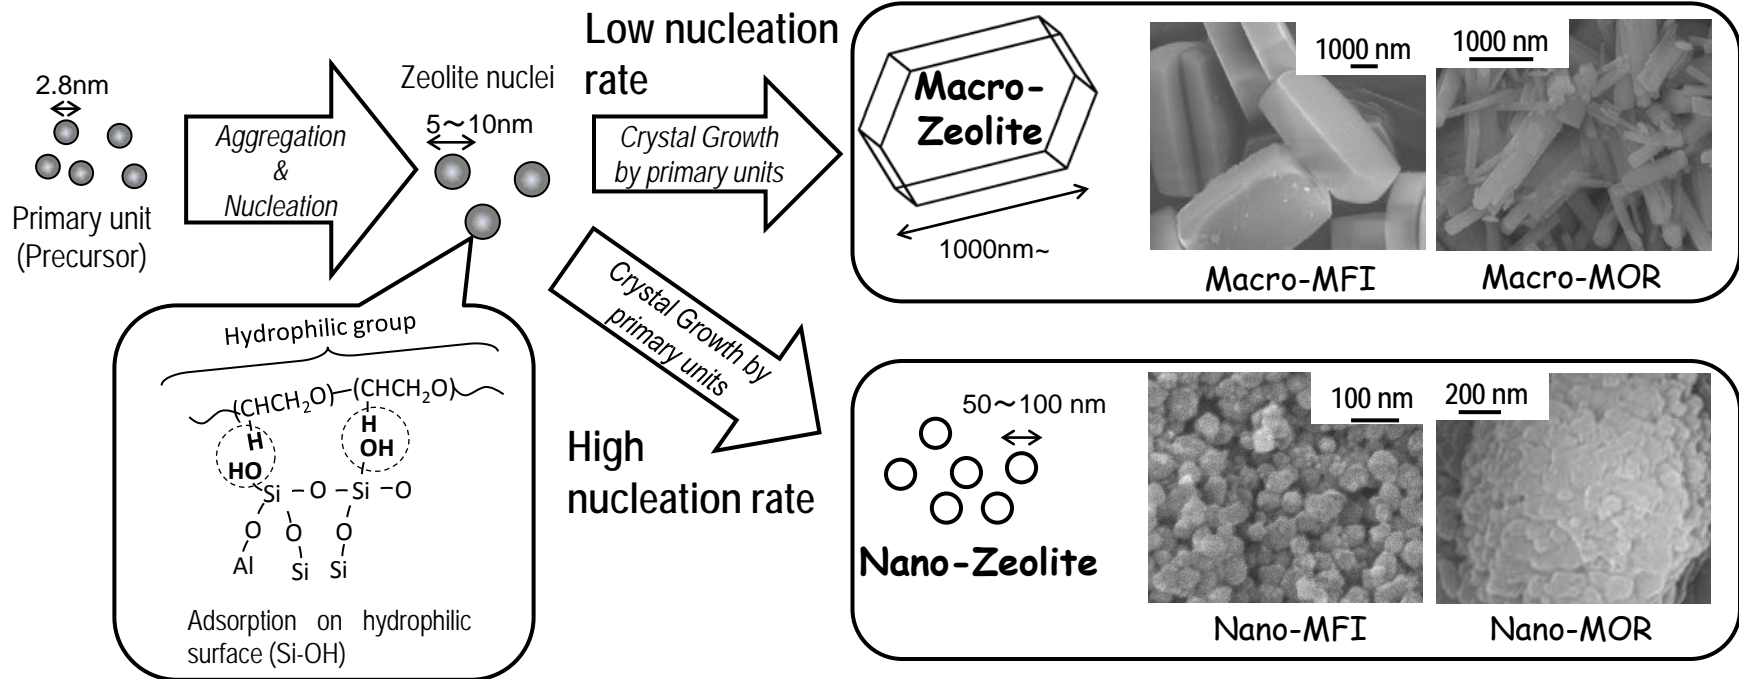 2.8nm
Primary unit
(Precursor)
Aggregation
&
Nucleation
Zeolite nuclei
5～10nm
Low nucleation
rate
Crystal Growth
by primary units
Macro-
Zeolite
1000nm~
1000 nm
Macro-MFI
1000 nm
Macro-MOR
Crystal Growth by
primary units
High
nucleation rate
50～100 nm
Nano-Zeolite
100 nm
Nano-MFI
200 nm
Nano-MOR
Hydrophilic group
(CHCH₂O)—(CHCH₂O)
H
H
HO
OH
Si – O – Si – O
O
O
O
Al
Si
Si
Adsorption on hydrophilic
surface (Si-OH)